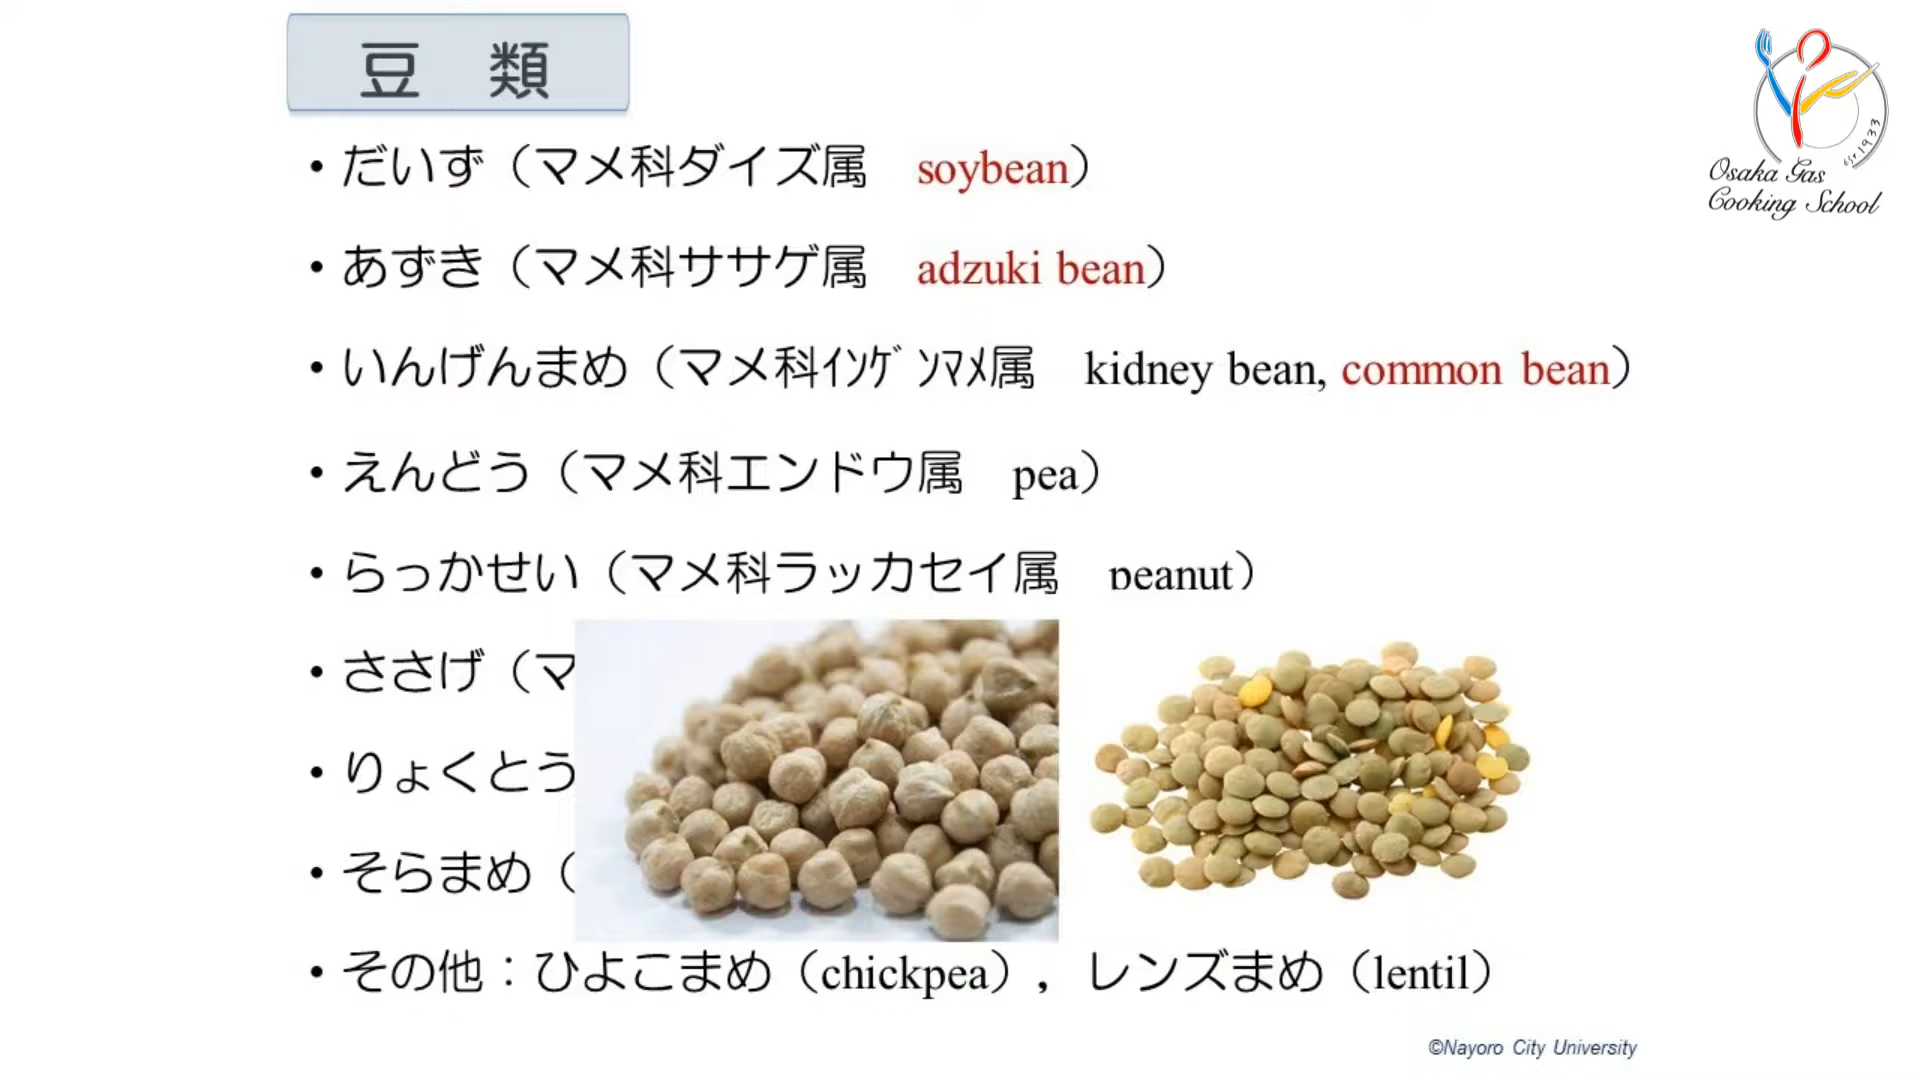 豆　類
・だいず（マメ科ダイズ属　soybean）
・あずき（マメ科ササゲ属　adzuki bean）
・いんげんまめ（マメ科ｲﾝｹﾞﾝﾏﾒ属　kidney bean, common bean）
・えんどう（マメ科エンドウ属　pea）
・らっかせい（マメ科ラッカセイ属　peanut）
・ささげ（マ
・りょくとう
・そらまめ（
・その他：ひよこまめ（chickpea），レンズまめ（lentil）
©Nayoro City University
est. 1933
Osaka Gas
Cooking School